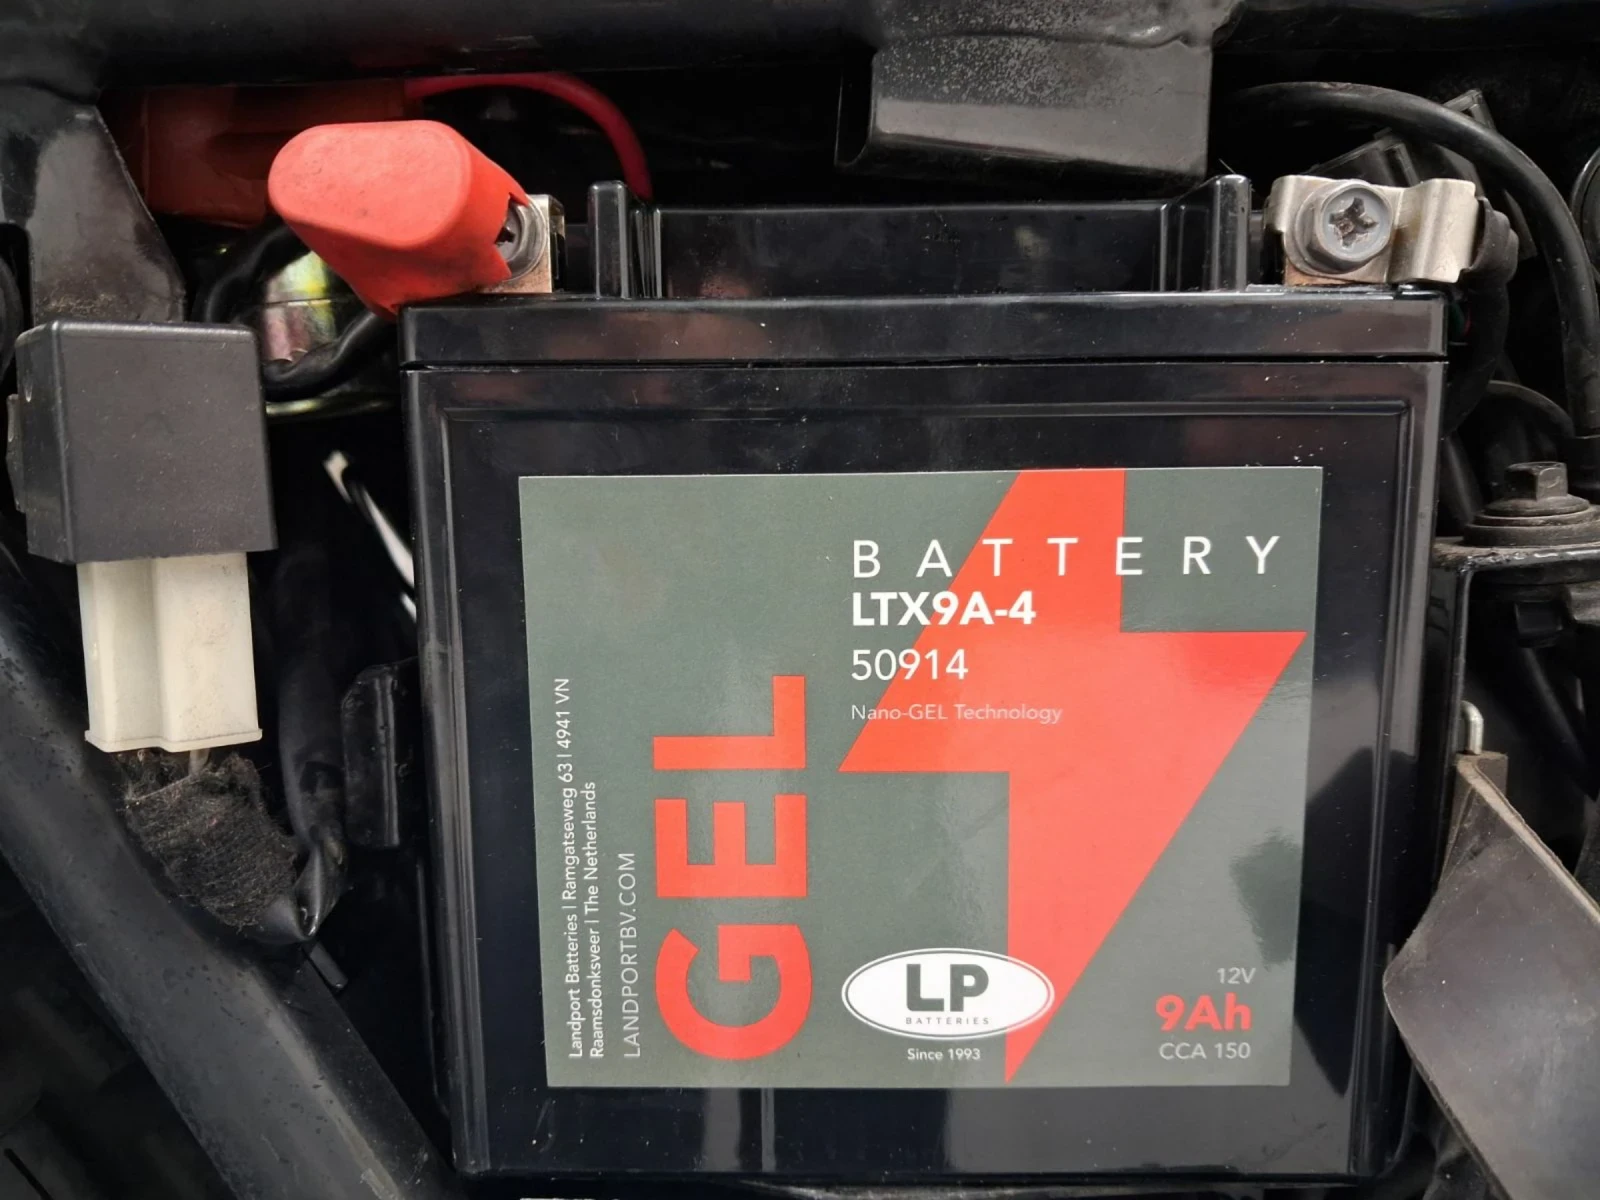 BATTERY
LTX9A-4
50914
Nano-GEL Technology
GEL
Landport Batteries | Ramgatseweg 63 | 4941 VN
Raamsdonksveer | The Netherlands
LANDPORTBV.COM
LP
BATTERIES
Since 1993
12V
9Ah
CCA 150